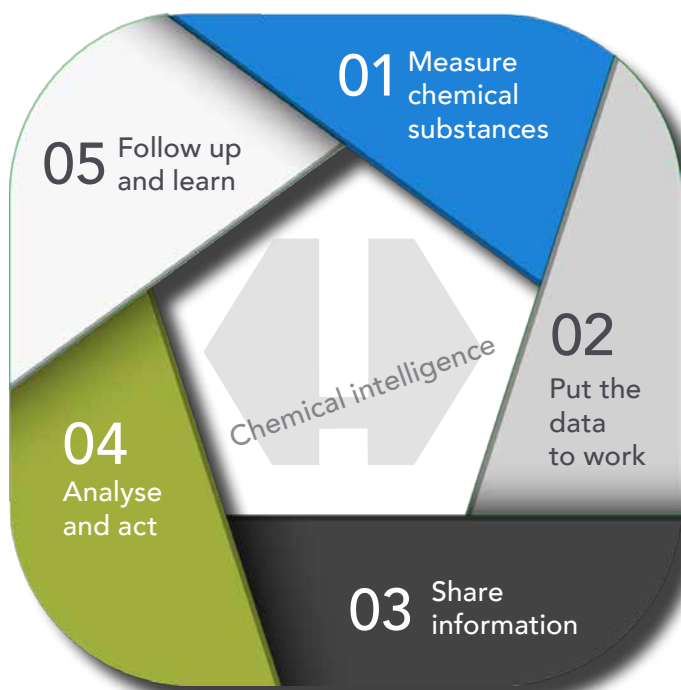 01 Measure
chemical
substances
02
Put the
data
to work
03 Share
information
04
Analyse
and act
05 Follow up
and learn
Chemical intelligence